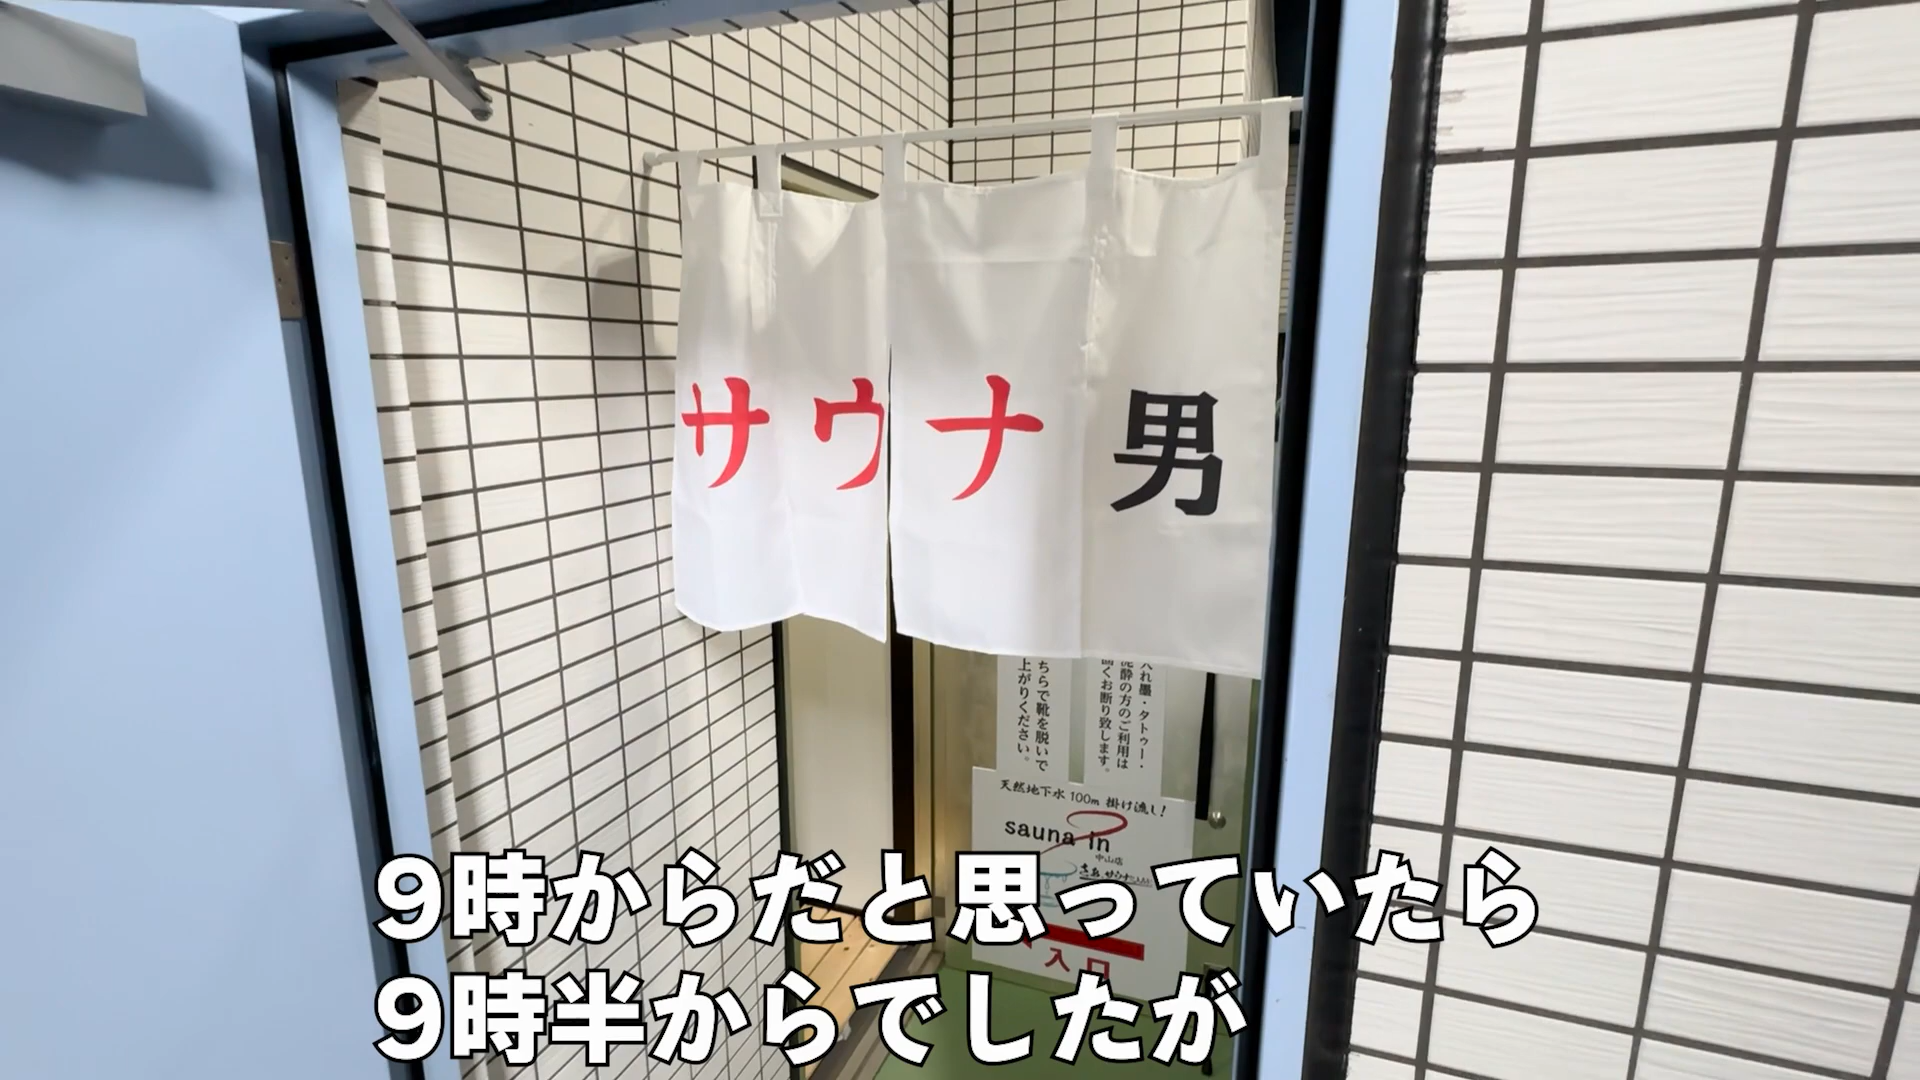 サウナ 男
入れ墨・タトゥー・
泥酔の方のご利用は
固くお断り致します。
ちらで靴を脱いで
上がりください。
天然地下水100m 掛け流し!
sauna in
中山店
入口
9時からだと思っていたら
9時半からでしたが